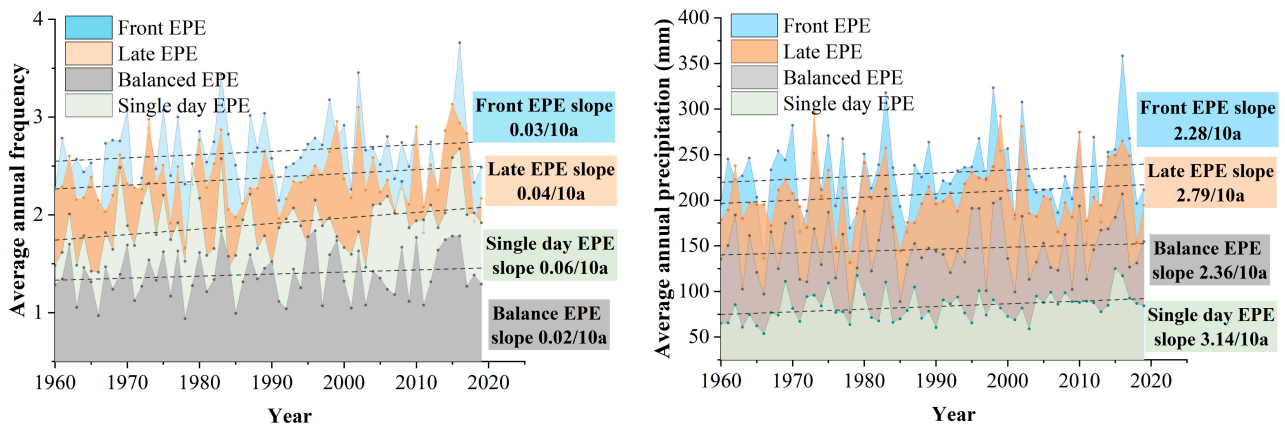 4
3
2
1
Average annual frequency
Front EPE
Late EPE
Balanced EPE
Single day EPE
Front EPE slope
0.03/10a
Late EPE slope
0.04/10a
Single day EPE
slope 0.06/10a
Balance EPE
slope 0.02/10a
1960 1970 1980 1990 2000 2010 2020
Year
400
350
300
250
200
150
100
50
Average annual precipitation (mm)
Front EPE
Late EPE
Balanced EPE
Single day EPE
Front EPE slope
2.28/10a
Late EPE slope
2.79/10a
Balance EPE
slope 2.36/10a
Single day EPE
slope 3.14/10a
1960 1970 1980 1990 2000 2010 2020
Year